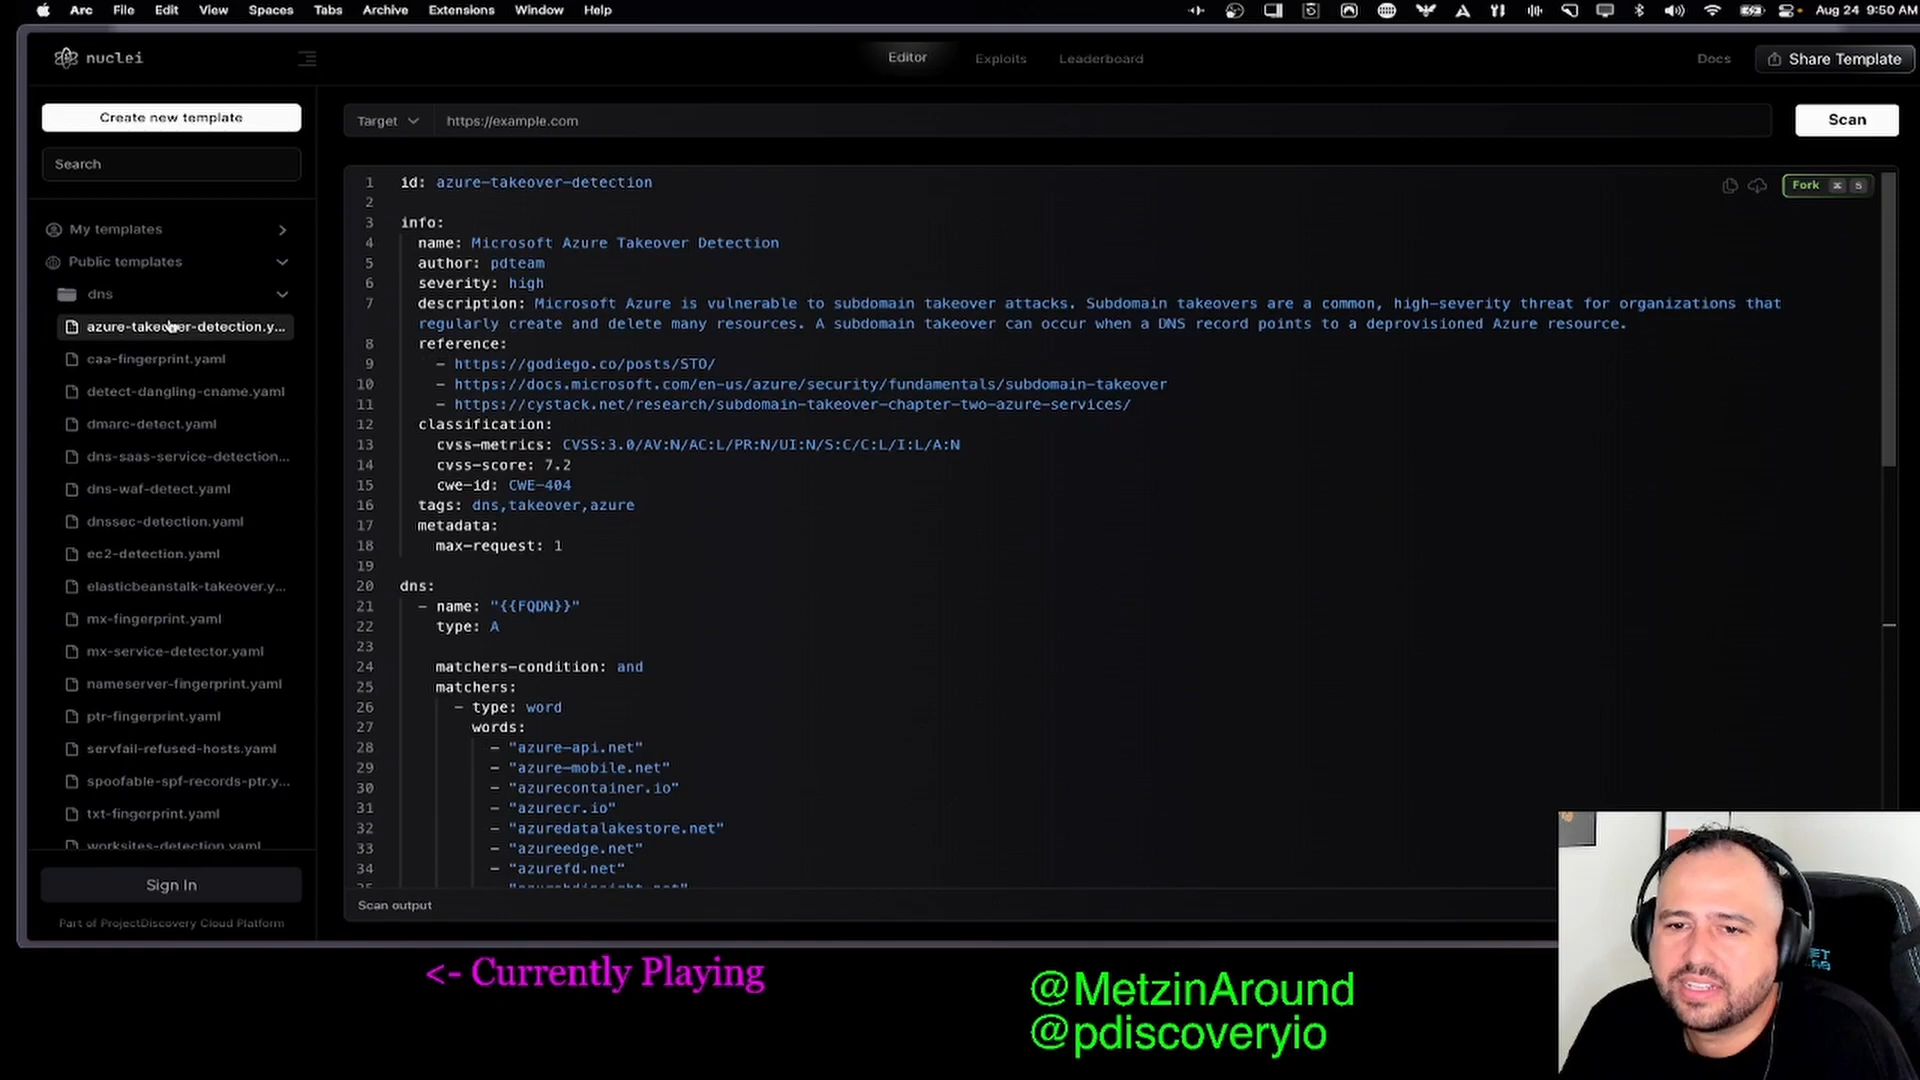 Arc File Edit View Spaces Tabs Archive Extensions Window Help Aug 24 9:50 AM
nuclei
Editor Exploits Leaderboard
Docs Share Template
Create new template
Target https://example.com Scan
Search
My templates
Public templates
dns
azure-takeover-detection.y...
caa-fingerprint.yaml
detect-dangling-cname.yaml
dmarc-detect.yaml
dns-saas-service-detection...
dns-waf-detect.yaml
dnssec-detection.yaml
ec2-detection.yaml
elasticbeanstalk-takeover.y...
mx-fingerprint.yaml
mx-service-detector.yaml
nameserver-fingerprint.yaml
ptr-fingerprint.yaml
servfail-refused-hosts.yaml
spoofable-spf-records-ptr.y...
txt-fingerprint.yaml
worksites-detection.yaml
Sign In
Part of ProjectDiscovery Cloud Platform
Fork ⌘ S
1 id: azure-takeover-detection
2
3 info:
4 name: Microsoft Azure Takeover Detection
5 author: pdteam
6 severity: high
7 description: Microsoft Azure is vulnerable to subdomain takeover attacks. Subdomain takeovers are a common, high-severity threat for organizations that
regularly create and delete many resources. A subdomain takeover can occur when a DNS record points to a deprovisioned Azure resource.
8 reference:
9 - https://godiego.co/posts/STO/
10 - https://docs.microsoft.com/en-us/azure/security/fundamentals/subdomain-takeover
11 - https://cystack.net/research/subdomain-takeover-chapter-two-azure-services/
12 classification:
13 cvss-metrics: CVSS:3.0/AV:N/AC:L/PR:N/UI:N/S:C/C:L/I:L/A:N
14 cvss-score: 7.2
15 cwe-id: CWE-404
16 tags: dns,takeover,azure
17 metadata:
18 max-request: 1
19
20 dns:
21 - name: "{{FQDN}}"
22 type: A
23
24 matchers-condition: and
25 matchers:
26 - type: word
27 words:
28 - "azure-api.net"
29 - "azure-mobile.net"
30 - "azurecontainer.io"
31 - "azurecr.io"
32 - "azuredatalakestore.net"
33 - "azureedge.net"
34 - "azurefd.net"
Scan output
<- Currently Playing
@MetzinAround
@pdiscoveryio